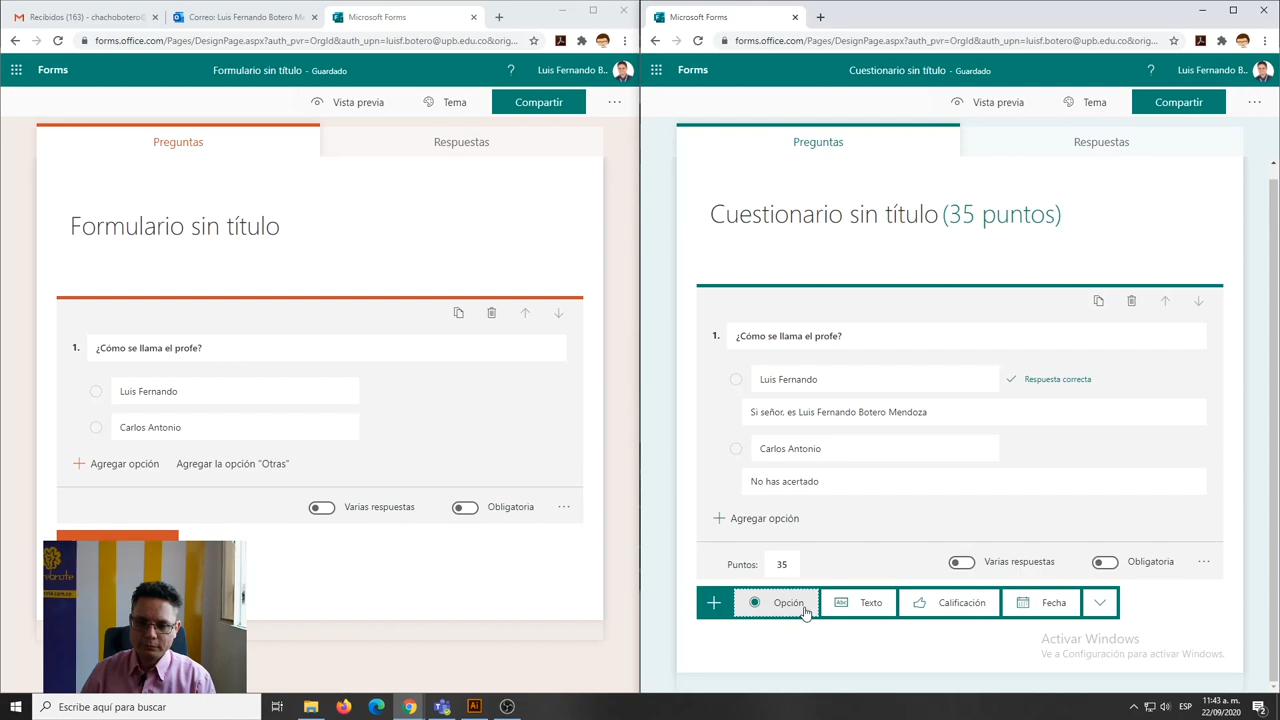 Recibidos (163) - chachobotero@
Correo: Luis Fernando Botero Me
Microsoft Forms
forms.office.com/Pages/DesignPage.aspx?auth_pvr=OrgId&auth_upn=luisf.botero@upb.edu.co&orig...
Forms
Formulario sin título - Guardado
?
Luis Fernando B..
Vista previa
Tema
Compartir
...
Preguntas
Respuestas
Formulario sin título
1. ¿Cómo se llama el profe?
Luis Fernando
Carlos Antonio
Agregar opción
Agregar la opción "Otras"
Varias respuestas
Obligatoria
...
Microsoft Forms
forms.office.com/Pages/DesignPage.aspx?auth_pvr=OrgId&auth_upn=luisf.botero@upb.edu.co&orig...
Forms
Cuestionario sin título - Guardado
?
Luis Fernando B..
Vista previa
Tema
Compartir
...
Preguntas
Respuestas
Cuestionario sin título (35 puntos)
1. ¿Cómo se llama el profe?
Luis Fernando
Respuesta correcta
Si señor, es Luis Fernando Botero Mendoza
Carlos Antonio
No has acertado
Agregar opción
Puntos: 35
Varias respuestas
Obligatoria
...
Opción
Abc
Texto
Calificación
Fecha
Activar Windows
Ve a Configuración para activar Windows.
Escribe aquí para buscar
Ai
ESP
11:43 a. m.
22/09/2020
2